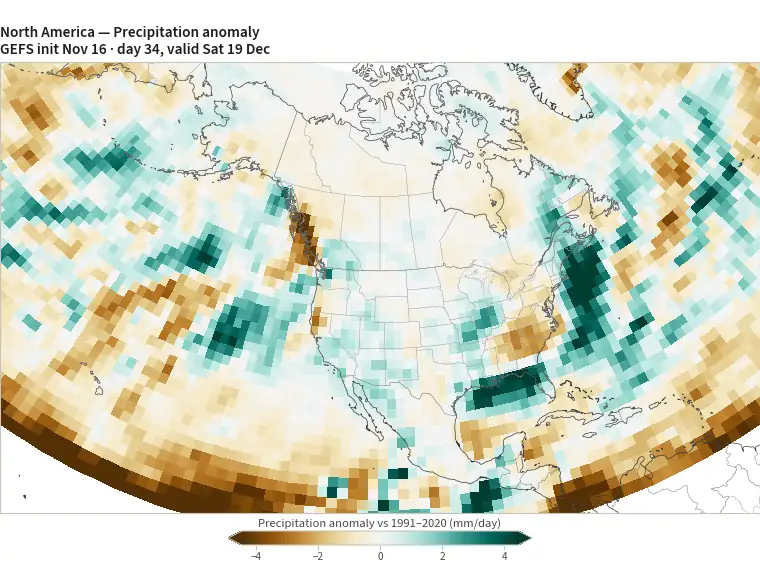 North America — Precipitation anomaly
GEFS init Nov 16 · day 34, valid Sat 19 Dec
Precipitation anomaly vs 1991–2020 (mm/day)
−4 −2 0 2 4